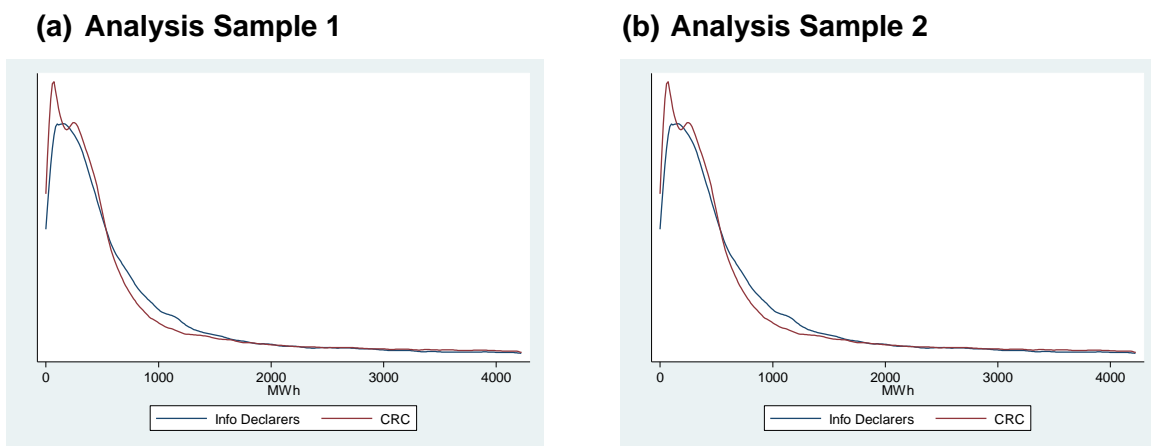 (a) Analysis Sample 1
0 1000 2000 3000 4000
MWh
Info Declarers CRC
(b) Analysis Sample 2
0 1000 2000 3000 4000
MWh
Info Declarers CRC